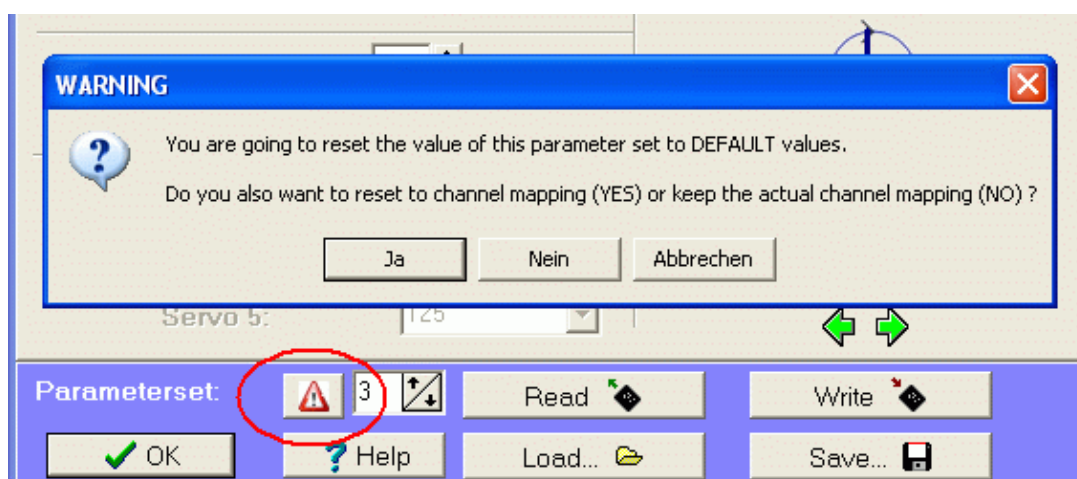 WARNING
You are going to reset the value of this parameter set to DEFAULT values.
Do you also want to reset to channel mapping (YES) or keep the actual channel mapping (NO) ?
Ja Nein Abbrechen
Servo 5: 125
Parameterset: 3 Read Write
OK Help Load... Save...